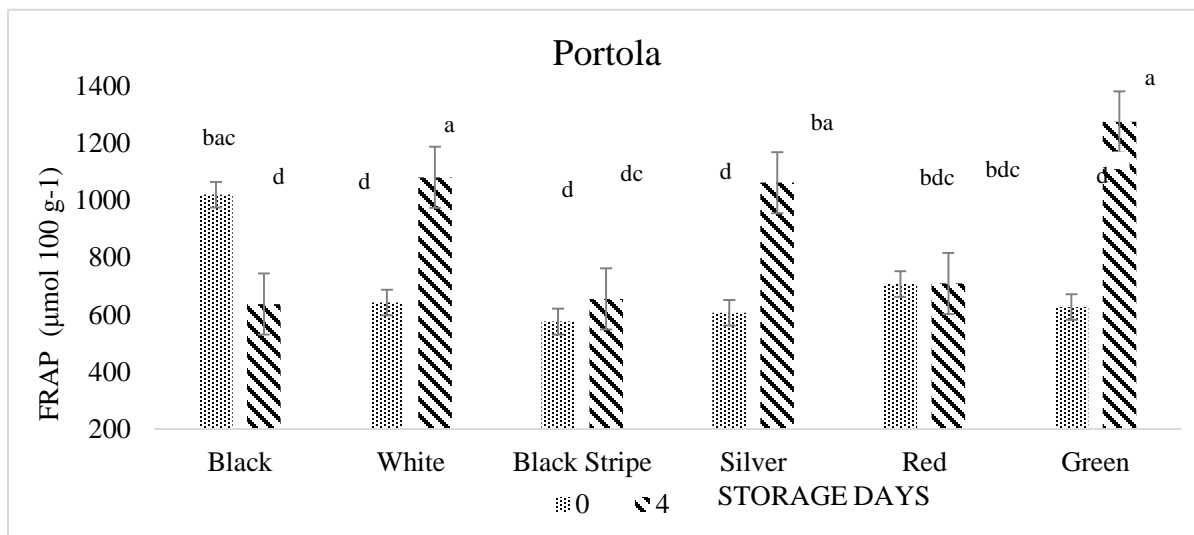 Portola
FRAP (µmol 100 g-1)
1400
1200
1000
800
600
400
200
bac
d
d
a
d
dc
d
ba
bdc
bdc
d
a
Black
White
Black Stripe
Silver
Red
Green
0
4
STORAGE DAYS